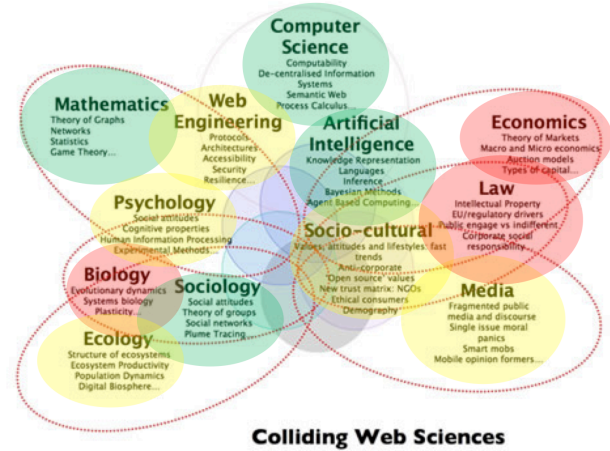 Computer
Science
Computability
De-centralised Information
Systems
Semantic Web
Process Calculus
Mathematics
Theory of Graphs
Networks
Statistics
Game Theory...
Web
Engineering
Protocols
Architectures
Accessibility
Security
Resilience...
Artificial
Intelligence
Knowledge Representation
Languages
Inference
Bayesian Methods
Agent Based Computing...
Economics
Theory of Markets
Macro and Micro economics
Auction models
Types of capital...
Law
Intellectual Property
EU/regulatory drivers
Public engage vs indifferent
Corporate social
responsibility...
Psychology
Social attitudes
Cognitive properties
Human Information Processing
Experimental Methods...
Socio-cultural
Values, attitudes and lifestyles: fast
trends
Anti-corporate
'Open source' values
New trust matrix: NGOs
Ethical consumers
Demography
Biology
Evolutionary dynamics
Systems biology
Plasticity...
Sociology
Social attitudes
Theory of groups
Social networks
Plume Tracing...
Media
Fragmented public
media and discourse
Single issue moral
panics
Smart mobs
Mobile opinion formers...
Ecology
Structure of ecosystems
Ecosystem Productivity
Population Dynamics
Digital Biosphere...
Colliding Web Sciences